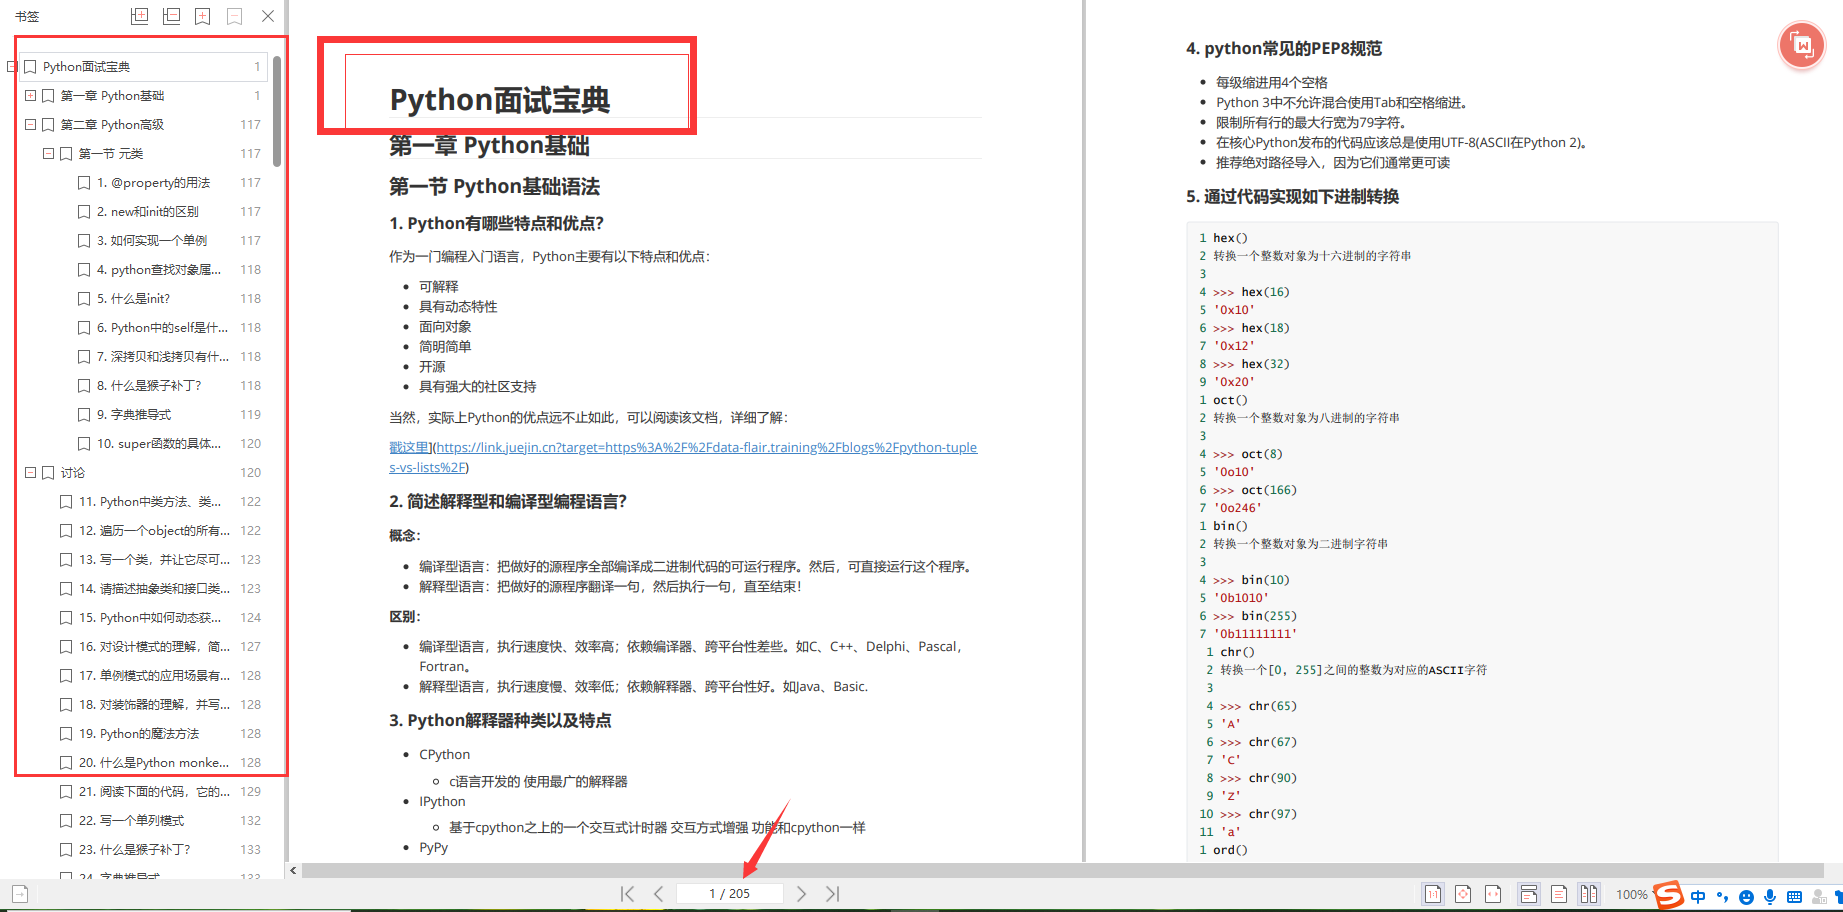 书签
Python面试宝典 1
第一章 Python基础 1
第二章 Python高级 117
第一节 元类 117
1. @property的用法 117
2. new和init的区别 117
3. 如何实现一个单例 117
4. python查找对象属... 118
5. 什么是init? 118
6. Python中的self是什... 118
7. 深拷贝和浅拷贝有什... 118
8. 什么是猴子补丁? 118
9. 字典推导式 119
10. super函数的具体... 120
讨论 120
11. Python中类方法、类... 122
12. 遍历一个object的所有... 122
13. 写一个类，并让它尽可... 123
14. 请描述抽象类和接口类... 123
15. Python中如何动态获... 124
16. 对设计模式的理解，简... 127
17. 单例模式的应用场景有... 128
18. 对装饰器的理解，并写... 128
19. Python的魔法方法 128
20. 什么是Python monke... 128
21. 阅读下面的代码，它的... 129
22. 写一个单列模式 132
23. 什么是猴子补丁? 133
24. 字典推导式 133
Python面试宝典
第一章 Python基础
第一节 Python基础语法
1. Python有哪些特点和优点?
作为一门编程入门语言，Python主要有以下特点和优点：
可解释
具有动态特性
面向对象
简明简单
开源
具有强大的社区支持
当然，实际上Python的优点远不止如此，可以阅读该文档，详细了解：
戳这里](https://link.juejin.cn?target=https%3A%2F%2Fdata-flair.training%2Fblogs%2Fpython-tuple
s-vs-lists%2F)
2. 简述解释型和编译型编程语言?
概念：
编译型语言：把做好的源程序全部编译成二进制代码的可运行程序。然后，可直接运行这个程序。
解释型语言：把做好的源程序翻译一句，然后执行一句，直至结束！
区别：
编译型语言，执行速度快、效率高；依赖编译器、跨平台性差些。如C、C++、Delphi、Pascal，
Fortran。
解释型语言，执行速度慢、效率低；依赖解释器、跨平台性好。如Java、Basic.
3. Python解释器种类以及特点
CPython
c语言开发的 使用最广的解释器
IPython
基于cpython之上的一个交互式计时器 交互方式增强 功能和cpython一样
PyPy
4. python常见的PEP8规范
每级缩进用4个空格
Python 3中不允许混合使用Tab和空格缩进。
限制所有行的最大行宽为79字符。
在核心Python发布的代码应该总是使用UTF-8(ASCII在Python 2)。
推荐绝对路径导入，因为它们通常更可读
5. 通过代码实现如下进制转换
1 hex()
2 转换一个整数对象为十六进制的字符串
3
4 >>> hex(16)
5 '0x10'
6 >>> hex(18)
7 '0x12'
8 >>> hex(32)
9 '0x20'
1 oct()
2 转换一个整数对象为八进制的字符串
3
4 >>> oct(8)
5 '0o10'
6 >>> oct(166)
7 '0o246'
1 bin()
2 转换一个整数对象为二进制字符串
3
4 >>> bin(10)
5 '0b1010'
6 >>> bin(255)
7 '0b11111111'
1 chr()
2 转换一个[0, 255]之间的整数为对应的ASCII字符
3
4 >>> chr(65)
5 'A'
6 >>> chr(67)
7 'C'
8 >>> chr(90)
9 'Z'
10 >>> chr(97)
11 'a'
1 ord()
1 / 205
1:1
100%
S 中